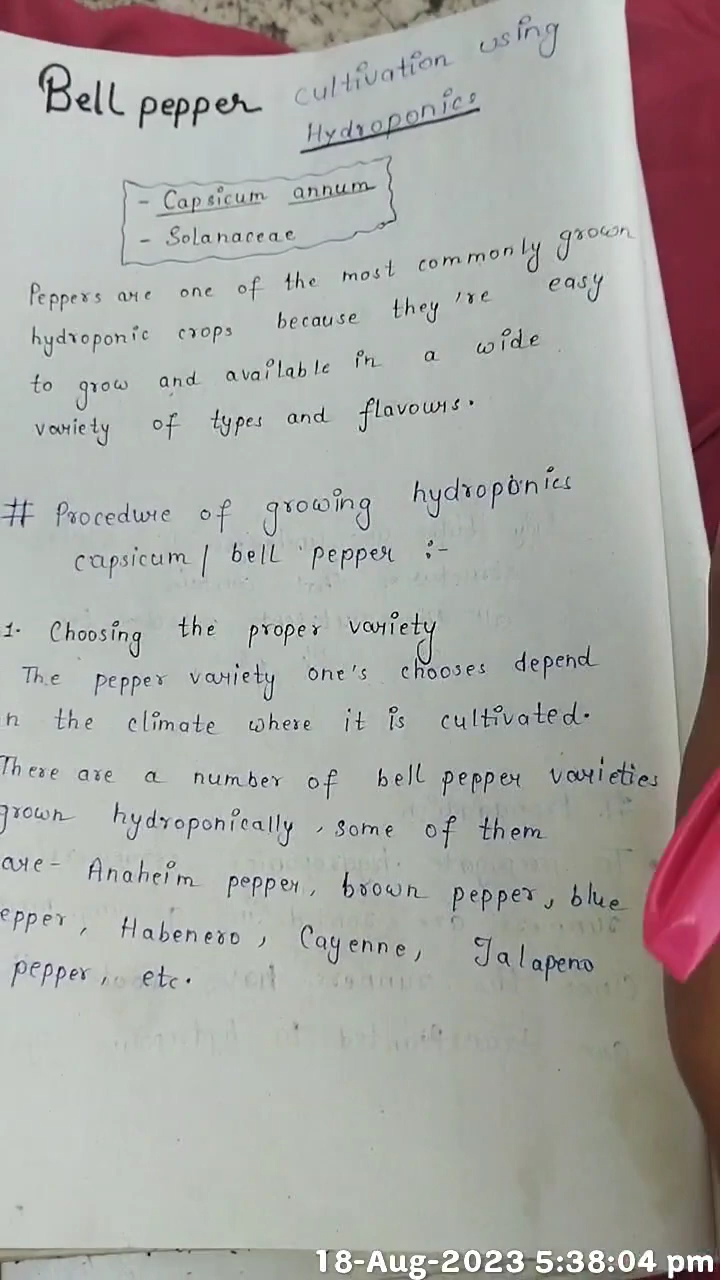 Bell pepper cultivation using
Hydroponics
- Capsicum annum
- Solanaceae
Peppers are one of the most commonly grown
hydroponic crops because they're easy
to grow and available in a wide
variety of types and flavours.
# Procedure of growing hydroponics
capsicum / bell pepper :-
1. Choosing the proper variety
The pepper variety one's chooses depend
n the climate where it is cultivated.
There are a number of bell pepper varieties
grown hydroponically, some of them
are - Anaheim pepper, brown pepper, blue
epper, Habenero, Cayenne, Jalapeno
pepper, etc.
18-Aug-2023 5:38:04 pm